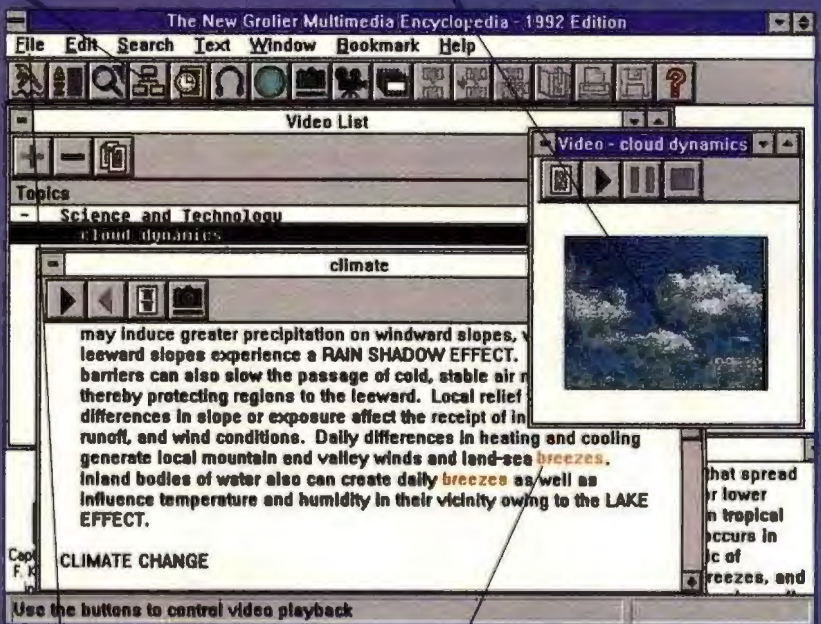 The New Grolier Multimedia Encyclopedia - 1992 Edition
File Edit Search Text Window Bookmark Help
Video List
Video - cloud dynamics
Topics
- Science and Technology
cloud dynamics
climate
may induce greater precipitation on windward slopes,
leeward slopes experience a RAIN SHADOW EFFECT.
barriers can also slow the passage of cold, stable air
thereby protecting regions to the leeward. Local relief
differences in slope or exposure affect the receipt of in
runoff, and wind conditions. Daily differences in heating and cooling
generate local mountain and valley winds and land-sea breezes.
Inland bodies of water also can create daily breezes as well as
influence temperature and humidity in their vicinity owing to the LAKE
EFFECT.
CLIMATE CHANGE
that spread
r lower
n tropical
occurs in
ic of
reezes, and
Capt
F. K
Use the buttons to control video playback